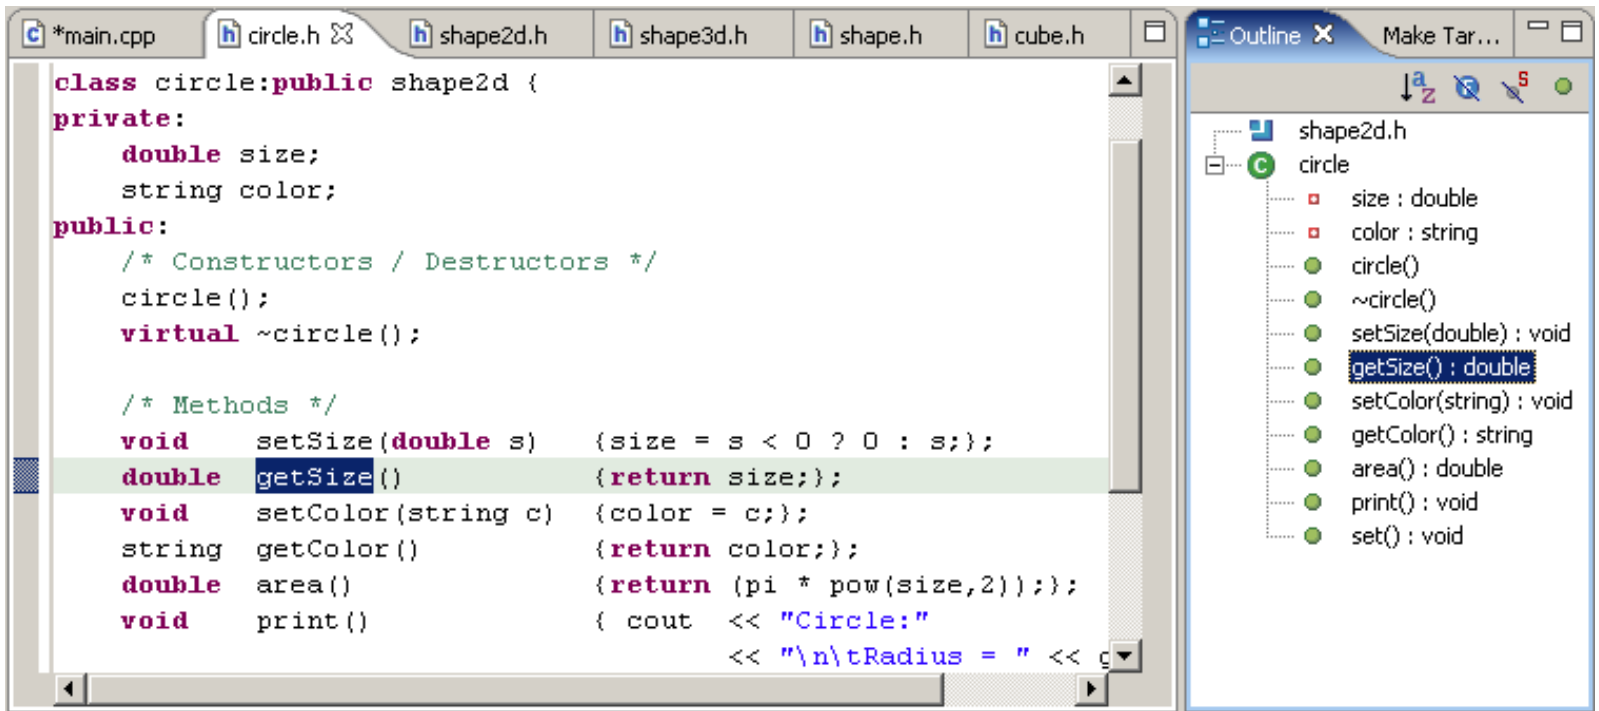 *main.cpp circle.h shape2d.h shape3d.h shape.h cube.h
class circle:public shape2d {
private:
    double size;
    string color;
public:
    /* Constructors / Destructors */
    circle();
    virtual ~circle();
    /* Methods */
    void    setSize(double s)   {size = s < 0 ? 0 : s;};
    double  getSize()           {return size;};
    void    setColor(string c)  {color = c;};
    string  getColor()          {return color;};
    double  area()              {return (pi * pow(size,2));};
    void    print()             { cout  << "Circle:"
                                        << "\n\tRadius = " <<
Outline Make Tar...
shape2d.h
circle
size : double
color : string
circle()
~circle()
setSize(double) : void
getSize() : double
setColor(string) : void
getColor() : string
area() : double
print() : void
set() : void